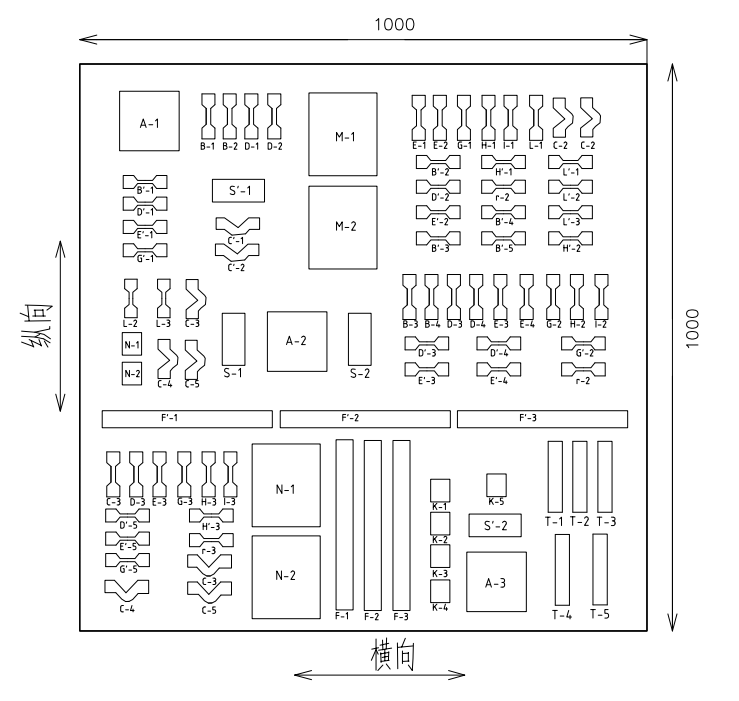 1000
A-1
B-1 B-2 D-1 D-2
M-1
E-1 E-2 G-1 H-1 I-1 L-1 C-2 C-2
B'-1
D'-1
E'-1
G'-1
S'-1
C'-1
C'-2
M-2
B'-2 H'-1 L'-1
D'-2 r-2 L'-2
E'-2 B'-4 L'-3
B'-3 B'-5 H'-2
纵向
1000
L-2 L-3 C-3
N-1
N-2
C-4 C-5
S-1
A-2
S-2
B-3 B-4 D-3 D-4 E-3 E-4 G-2 H-2 I-2
D'-3 D'-4 G'-2
E'-3 E'-4 r-2
F'-1 F'-2 F'-3
C-3 D-3 E-3 G-3 H-3 I-3
D'-5 H'-3
E'-5 r-3
G'-5 C-3
C-4 C-5
N-1
N-2
F-1 F-2 F-3
K-1
K-2
K-3
K-4
K-5
S'-2
A-3
T-1 T-2 T-3
T-4 T-5
横向